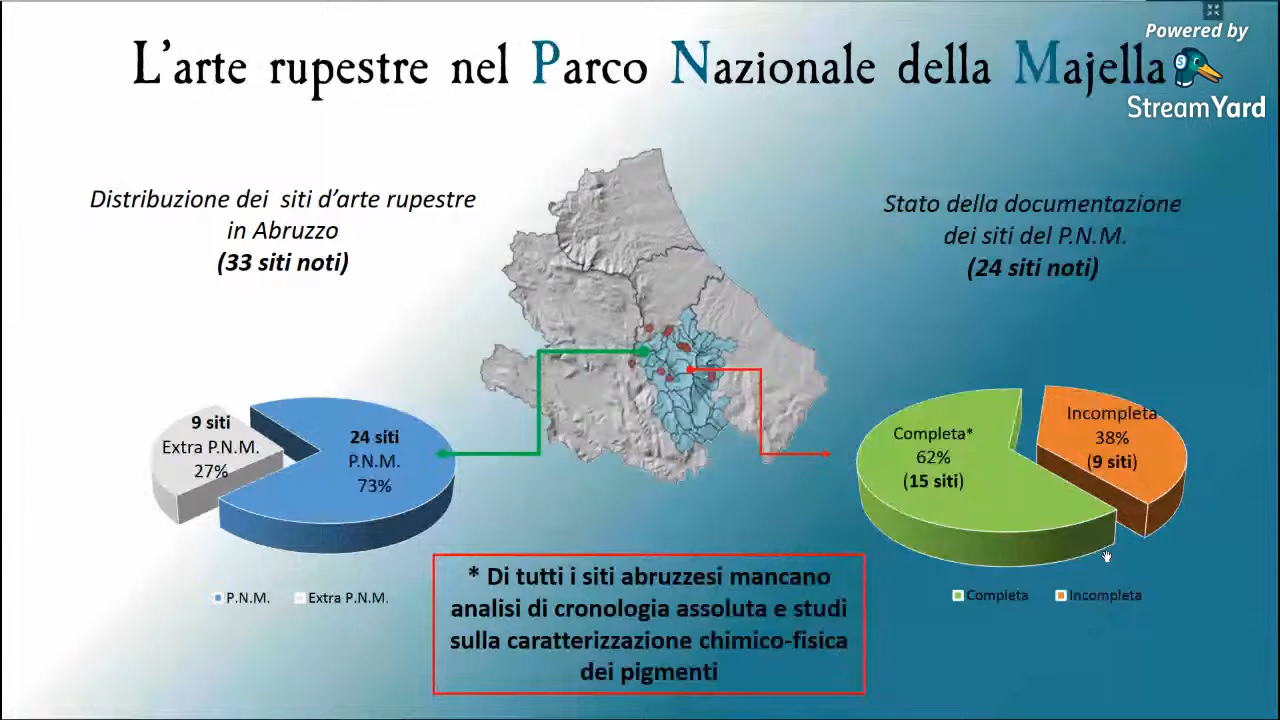 L'arte rupestre nel Parco Nazionale della Majella
Powered by
StreamYard
Distribuzione dei siti d'arte rupestre
in Abruzzo
(33 siti noti)
Stato della documentazione
dei siti del P.N.M.
(24 siti noti)
9 siti
Extra P.N.M.
27%
24 siti
P.N.M.
73%
Completa*
62%
(15 siti)
Incompleta
38%
(9 siti)
P.N.M.
Extra P.N.M.
Completa
Incompleta
* Di tutti i siti abruzzesi mancano
analisi di cronologia assoluta e studi
sulla caratterizzazione chimico-fisica
dei pigmenti